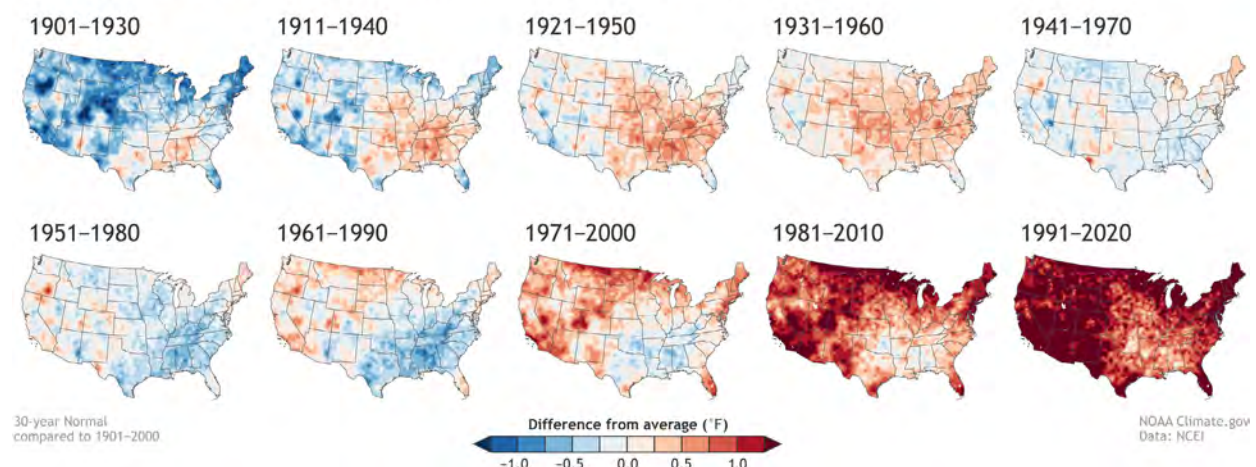 1901–1930
1911–1940
1921–1950
1931–1960
1941–1970
1951–1980
1961–1990
1971–2000
1981–2010
1991–2020
30-year Normal
compared to 1901–2000
Difference from average (°F)
-1.0 -0.5 0.0 0.5 1.0
NOAA Climate.gov
Data: NCEI